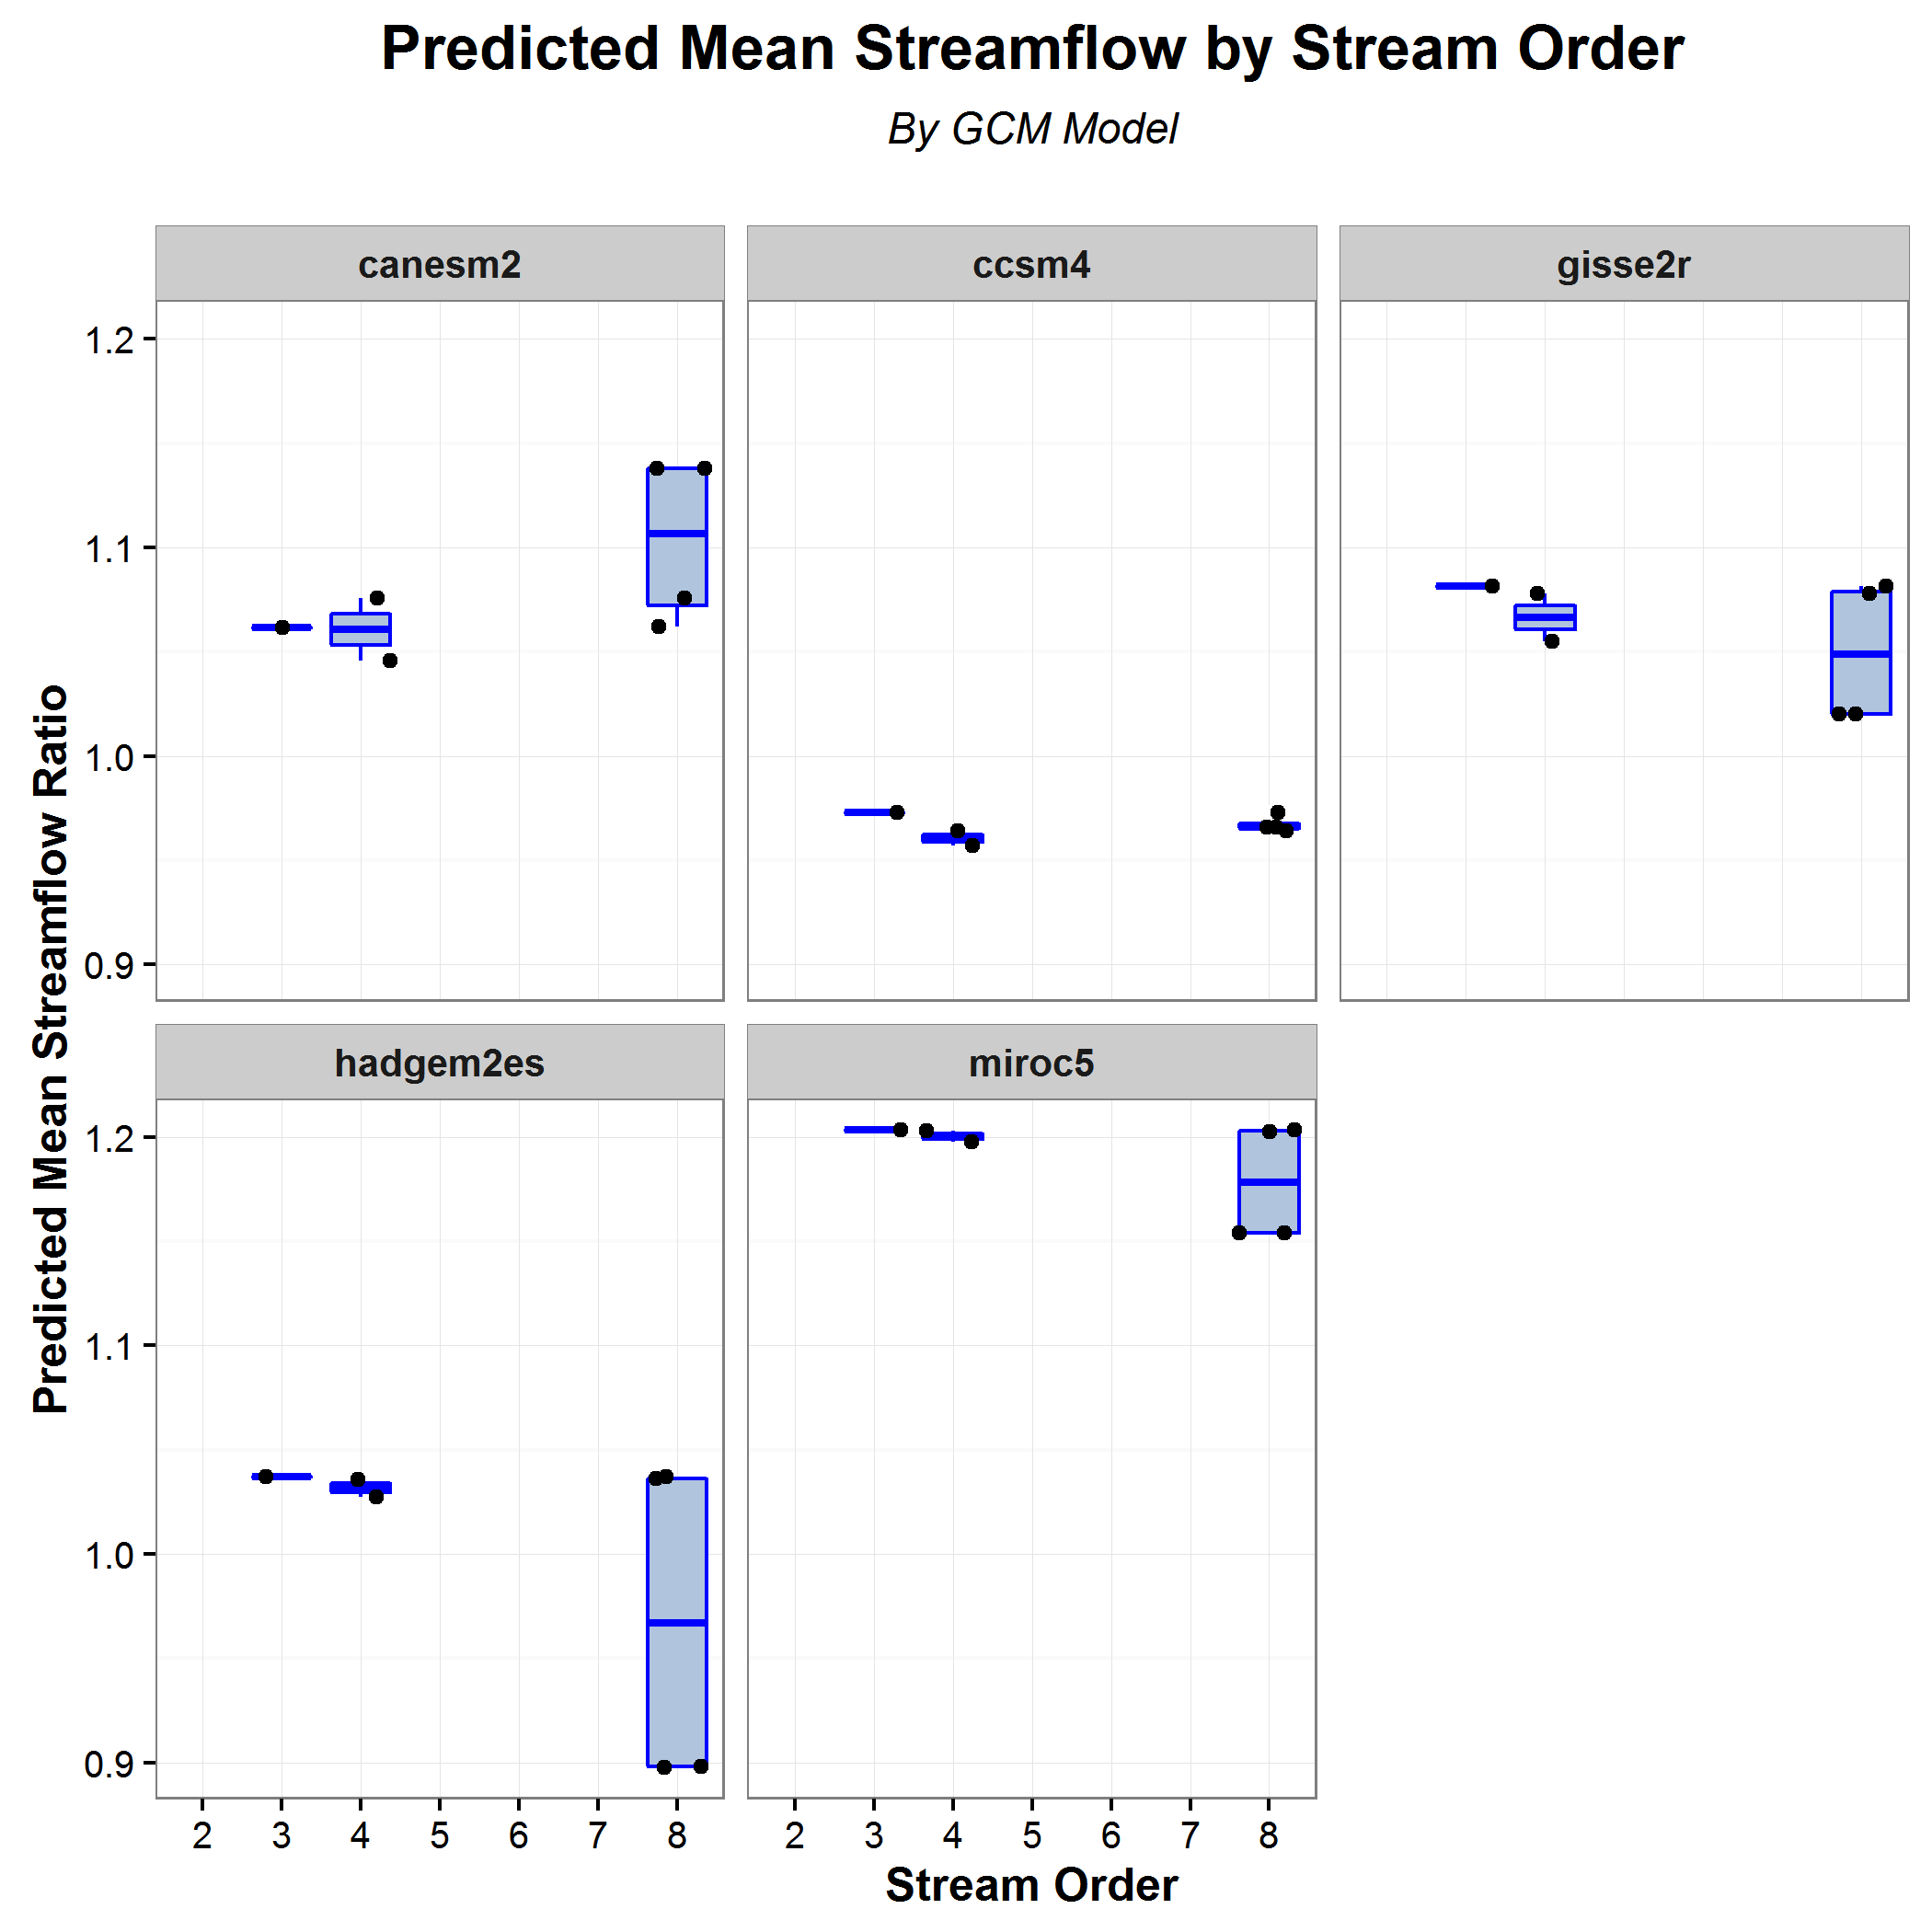 Predicted Mean Streamflow by Stream Order
By GCM Model
canesm2
ccsm4
gisse2r
1.2
1.1
1.0
0.9
Predicted Mean Streamflow Ratio
hadgem2es
miroc5
1.2
1.1
1.0
0.9
2 3 4 5 6 7 8
2 3 4 5 6 7 8
Stream Order